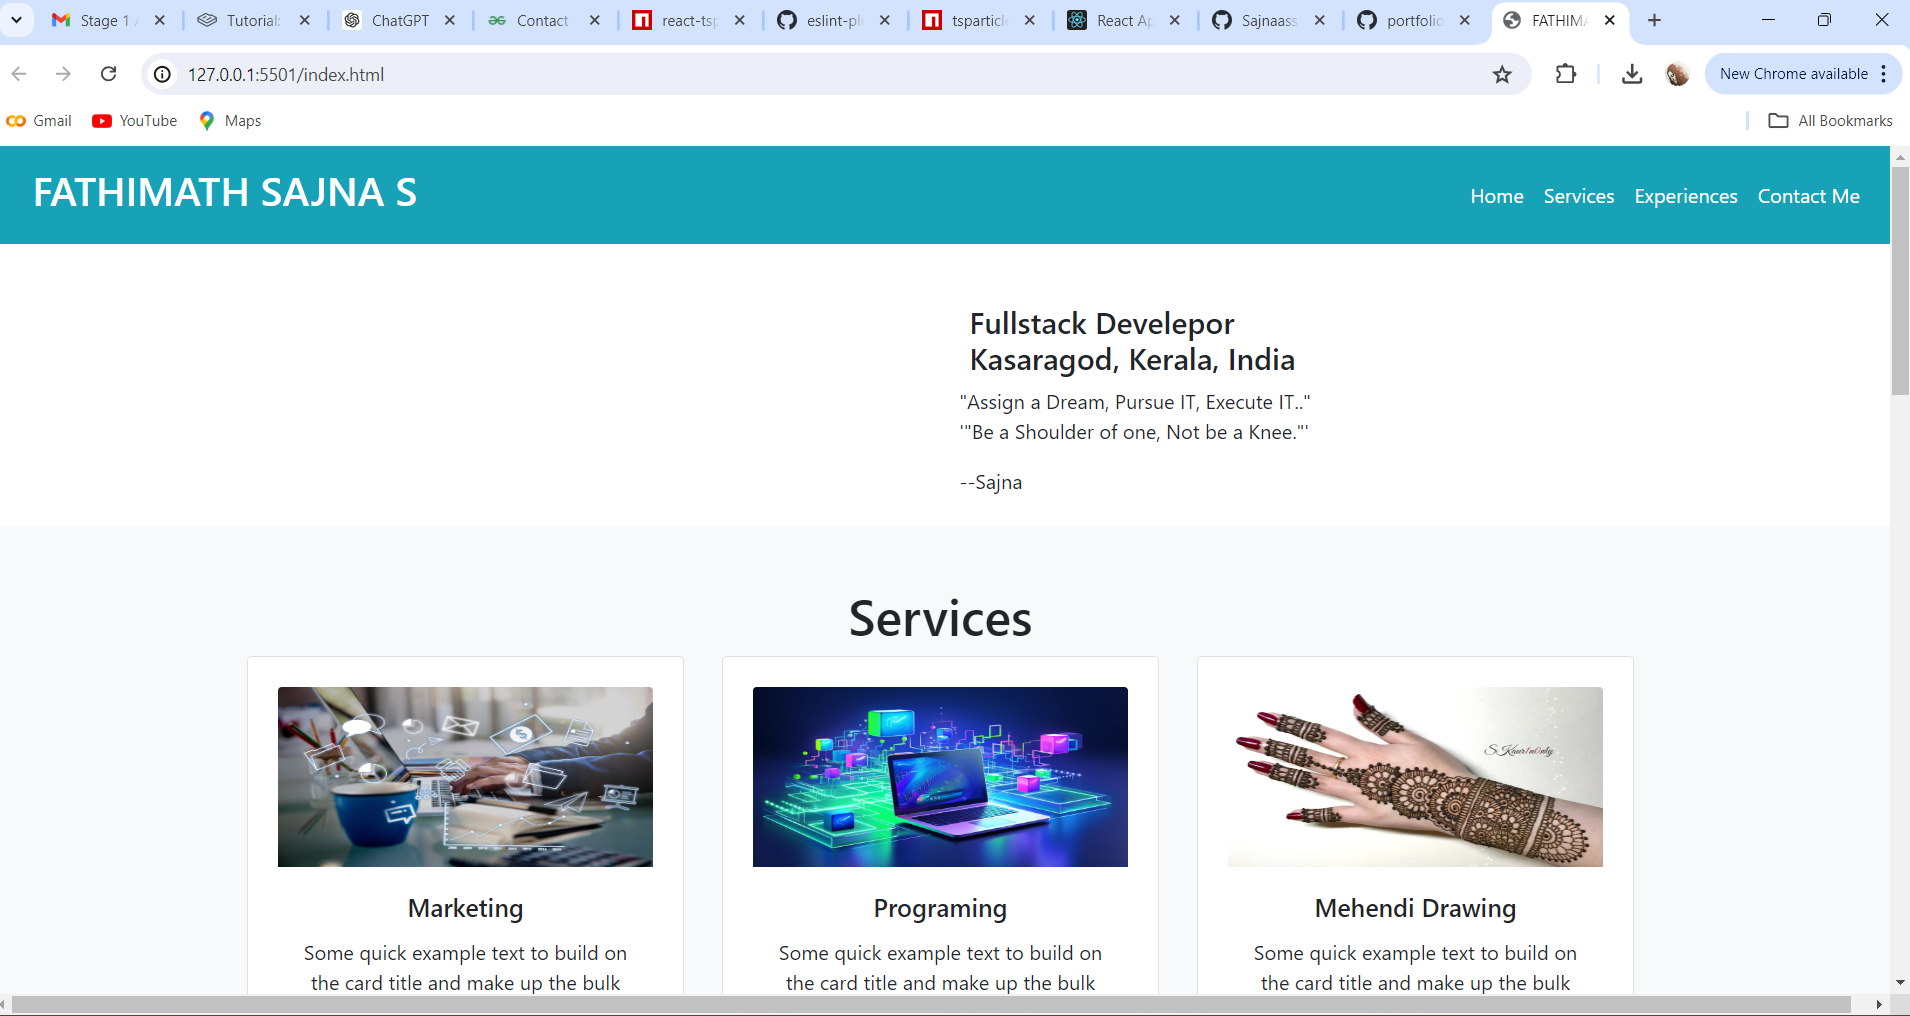 Stage 1
Tutorial:
ChatGPT
Contact
react-tsp
eslint-pl
tsparticl
React Ap
Sajnaass
portfolio
FATHIMA
127.0.0.1:5501/index.html
New Chrome available
Gmail
YouTube
Maps
All Bookmarks
FATHIMATH SAJNA S
Home
Services
Experiences
Contact Me
Fullstack Develepor
Kasaragod, Kerala, India
"Assign a Dream, Pursue IT, Execute IT.."
'"Be a Shoulder of one, Not be a Knee."'
--Sajna
Services
S Kaur1m0nly
Marketing
Some quick example text to build on
the card title and make up the bulk
Programing
Some quick example text to build on
the card title and make up the bulk
Mehendi Drawing
Some quick example text to build on
the card title and make up the bulk